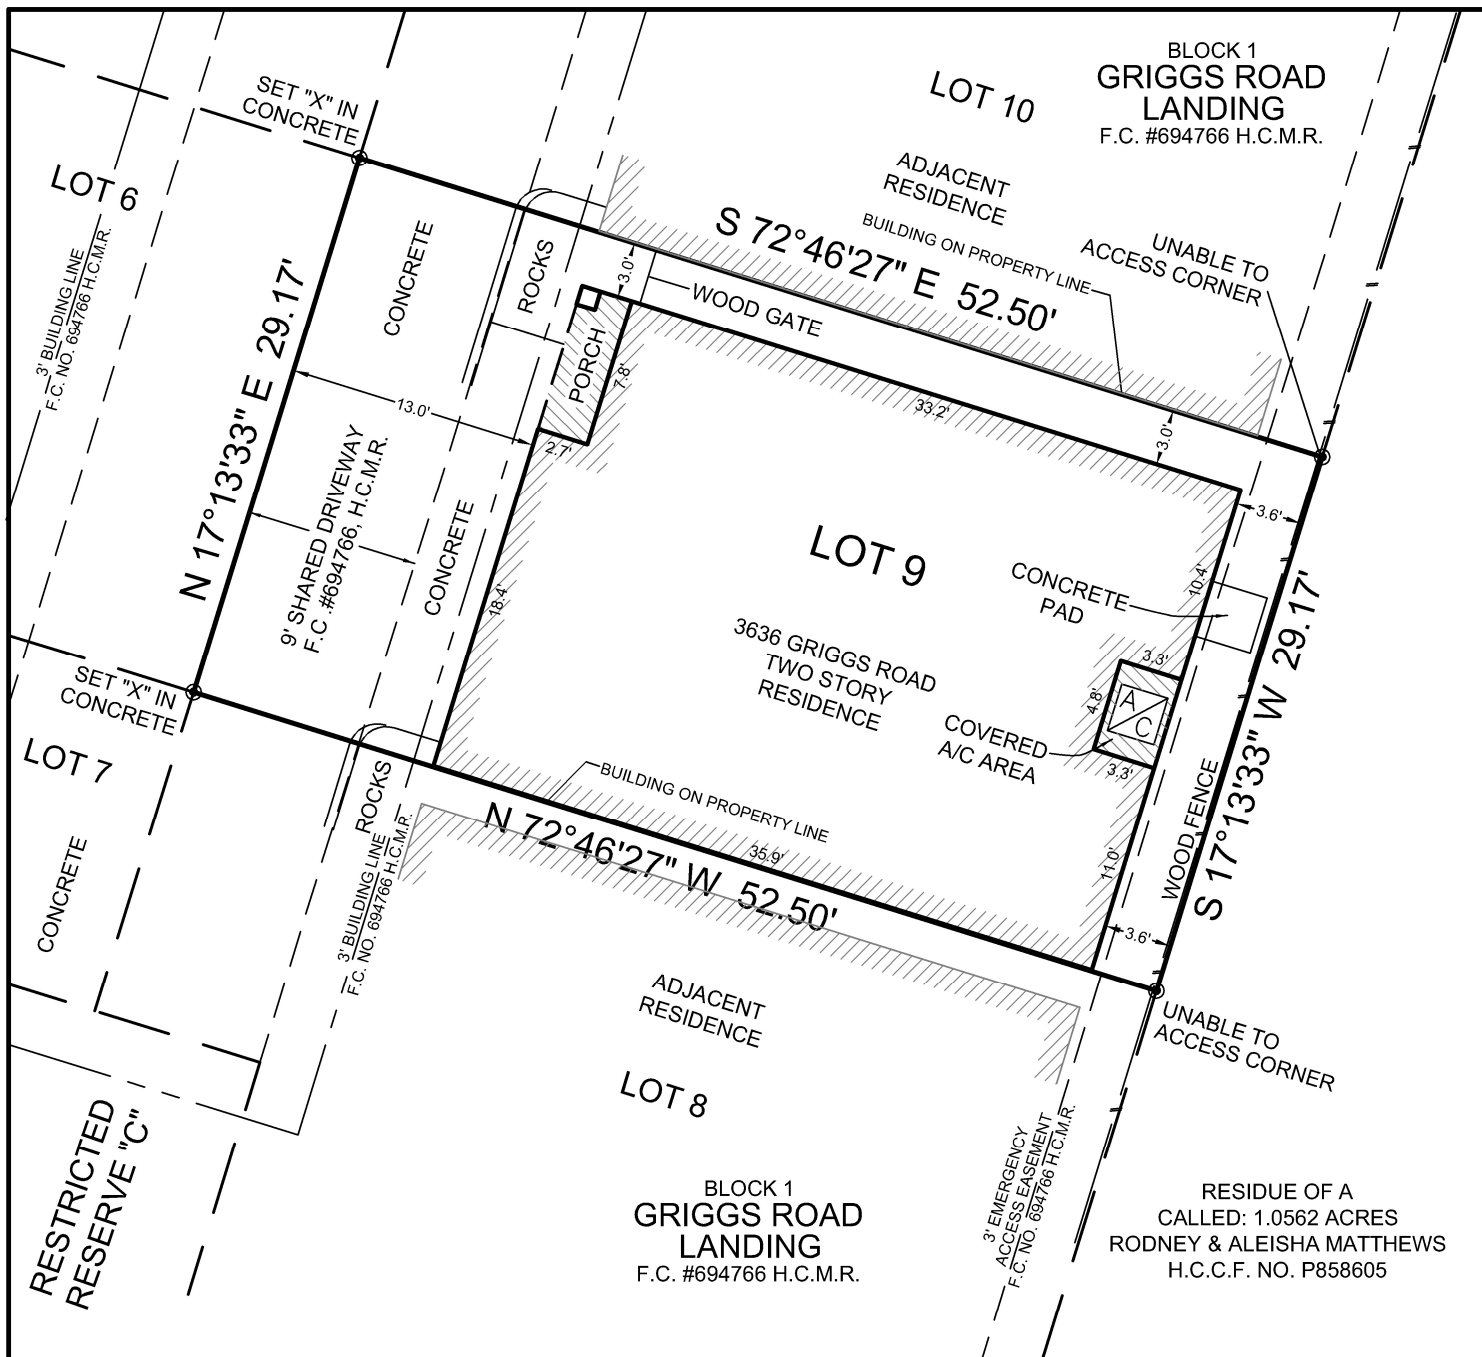 BLOCK 1
GRIGGS ROAD
LANDING
F.C. #694766 H.C.M.R.
LOT 10
SET "X" IN
CONCRETE
LOT 6
ADJACENT
RESIDENCE
S 72°46'27" E 52.50'
BUILDING ON PROPERTY LINE
UNABLE TO
ACCESS CORNER
3' BUILDING LINE
F.C. NO. 694766 H.C.M.R.
CONCRETE
ROCKS
3.0'
WOOD GATE
N 17°13'33" E 29.17'
PORCH
7.8'
33.2'
3.0'
13.0'
2.7'
3.6'
9' SHARED DRIVEWAY
F.C. #694766, H.C.M.R.
CONCRETE
18.4'
LOT 9
10.4'
CONCRETE
PAD
3636 GRIGGS ROAD
TWO STORY
RESIDENCE
3.3'
4.8'
A
C
COVERED
A/C AREA
3.3'
S 17°13'33" W 29.17'
WOOD FENCE
SET "X" IN
CONCRETE
LOT 7
ROCKS
BUILDING ON PROPERTY LINE
N 72°46'27" W 52.50'
35.9'
11.0'
3.6'
CONCRETE
3' BUILDING LINE
F.C. NO. 694766 H.C.M.R.
ADJACENT
RESIDENCE
UNABLE TO
ACCESS CORNER
LOT 8
RESTRICTED
RESERVE "C"
3' EMERGENCY
ACCESS EASEMENT
F.C. NO. 694766 H.C.M.R.
BLOCK 1
GRIGGS ROAD
LANDING
F.C. #694766 H.C.M.R.
RESIDUE OF A
CALLED: 1.0562 ACRES
RODNEY & ALEISHA MATTHEWS
H.C.C.F. NO. P858605